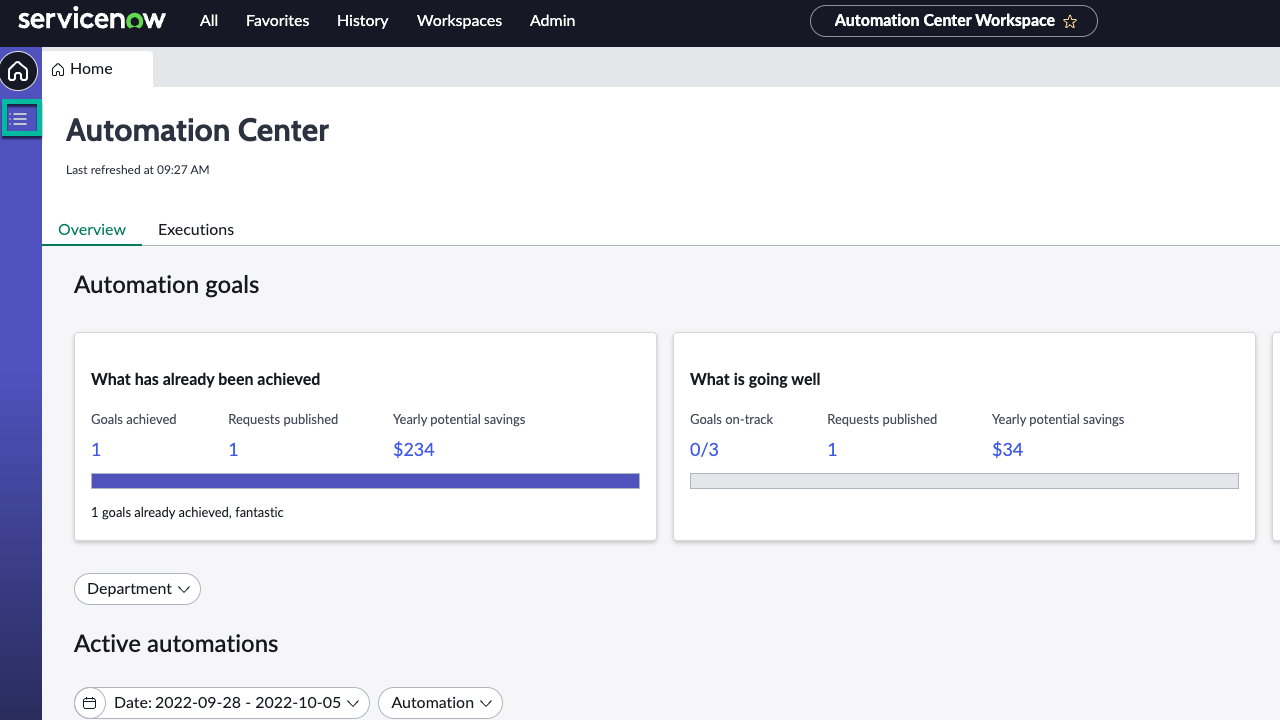 servicenow All Favorites History Workspaces Admin Automation Center Workspace
Home
Automation Center
Last refreshed at 09:27 AM
Overview Executions
Automation goals
What has already been achieved
Goals achieved Requests published Yearly potential savings
1 1 $234
1 goals already achieved, fantastic
What is going well
Goals on-track Requests published Yearly potential savings
0/3 1 $34
Department
Active automations
Date: 2022-09-28 - 2022-10-05 Automation